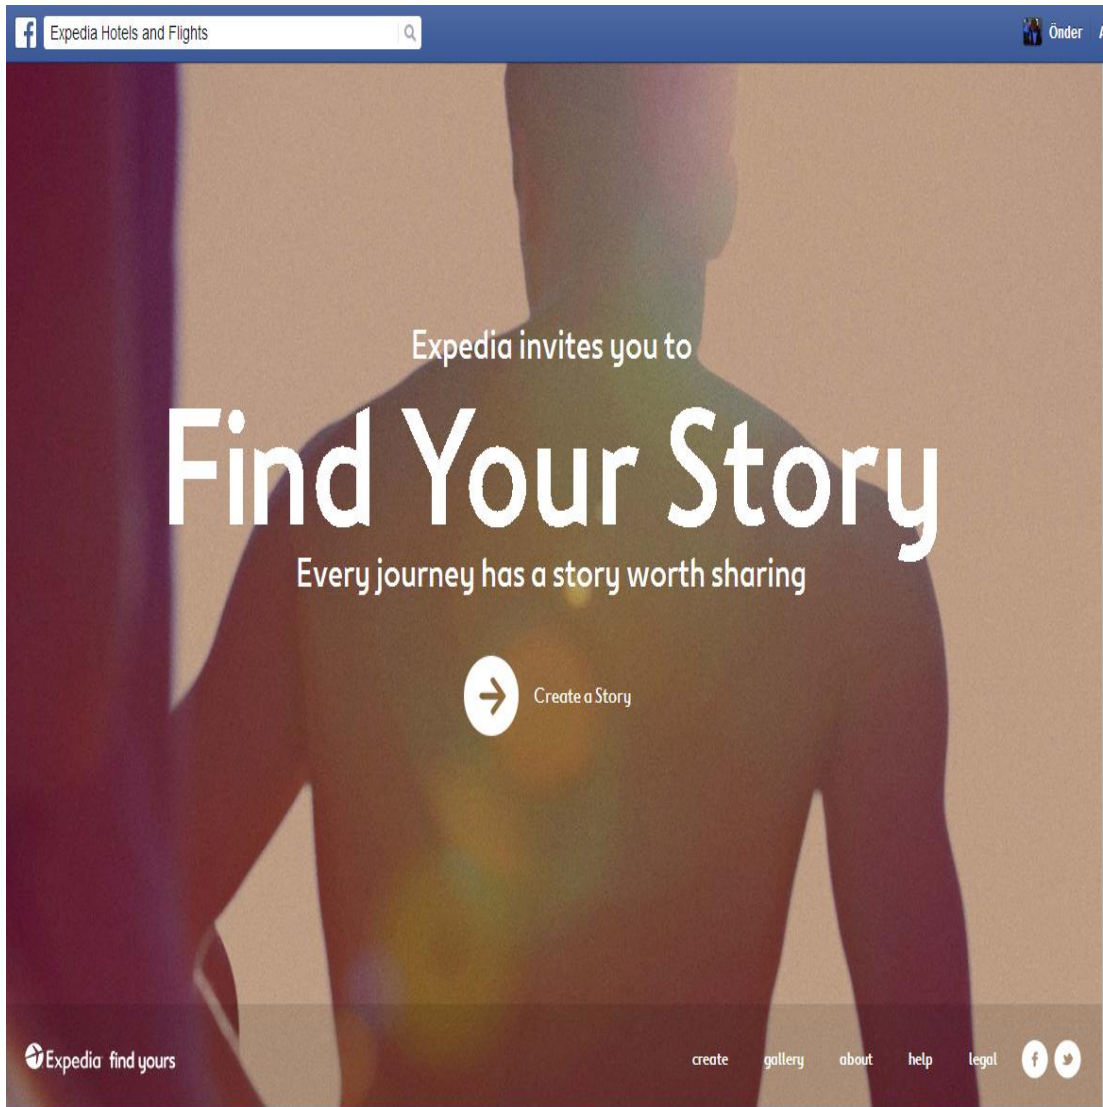 Expedia Hotels and Flights
Önder
Expedia invites you to
Find Your Story
Every journey has a story worth sharing
Create a Story
Expedia find yours
create gallery about help legal